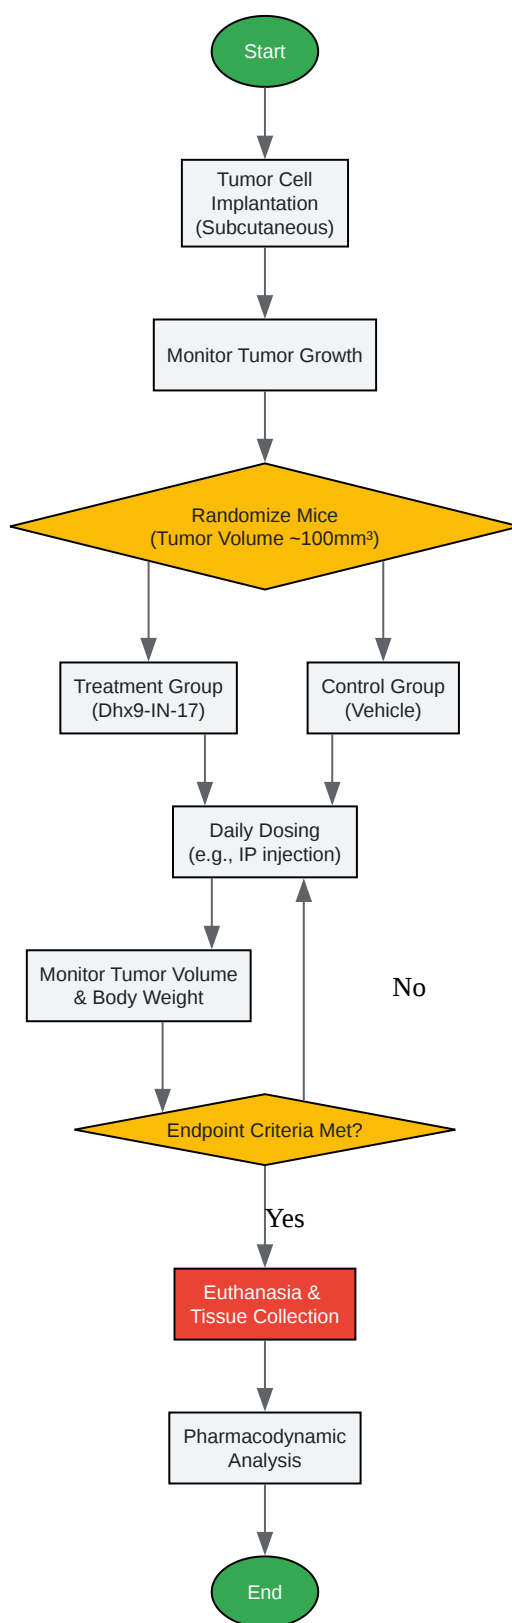 Start
Tumor Cell
Implantation
(Subcutaneous)
Monitor Tumor Growth
Randomize Mice
(Tumor Volume ~100mm³)
Treatment Group
(Dhx9-IN-17)
Control Group
(Vehicle)
Daily Dosing
(e.g., IP injection)
Monitor Tumor Volume
& Body Weight
No
Endpoint Criteria Met?
Yes
Euthanasia &
Tissue Collection
Pharmacodynamic
Analysis
End